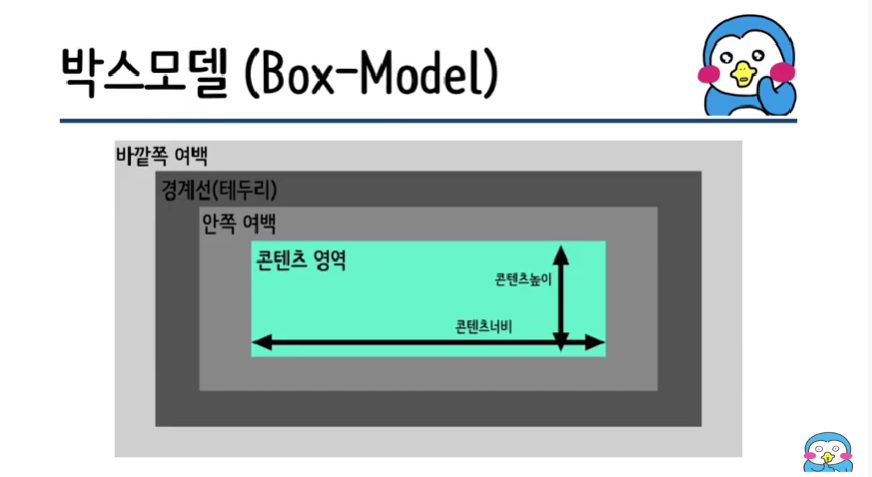 박스모델 (Box-Model)
바깥쪽 여백
경계선(테두리)
안쪽 여백
콘텐츠 영역
콘텐츠높이
콘텐츠너비